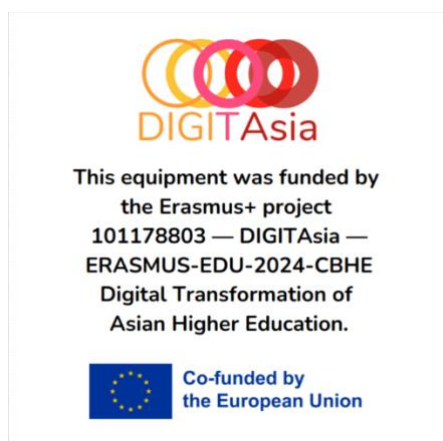 DIGITAsia
This equipment was funded by
the Erasmus+ project
101178803 — DIGITAsia —
ERASMUS-EDU-2024-CBHE
Digital Transformation of
Asian Higher Education.
Co-funded by
the European Union